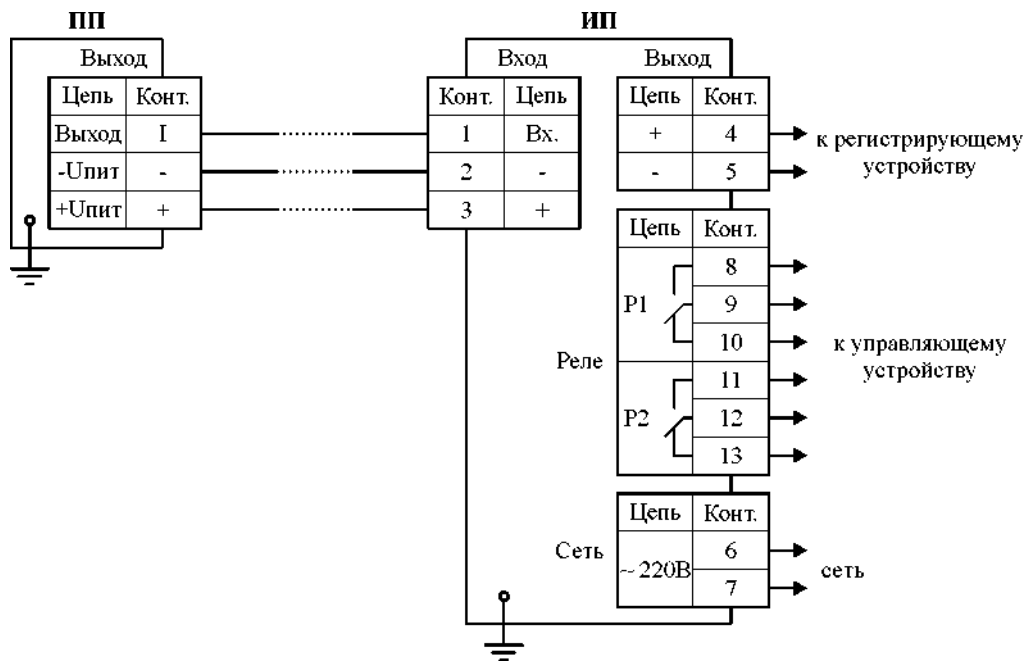 ПП
ИП
Выход
Вход
Выход
Цепь Конт.
Выход I
-Uпит -
+Uпит +
Конт. Цепь
1 Вх.
2 -
3 +
Цепь Конт.
+ 4
- 5
к регистрирующему
устройству
Цепь Конт.
Р1
8
9
10
Реле
Р2
11
12
13
к управляющему
устройству
Цепь Конт.
Сеть
~220В
6
7
сеть